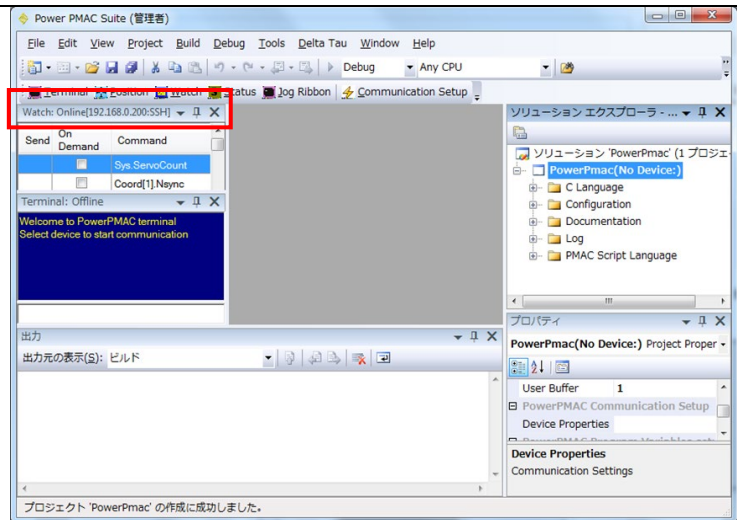 Power PMAC Suite (管理者)
File Edit View Project Build Debug Tools Delta Tau Window Help
Debug Any CPU
Terminal Position Watch Status Jog Ribbon Communication Setup
Watch: Online[192.168.0.200:SSH]
Send On Demand Command
Sys.ServoCount
Coord[1].Nsync
Terminal: Offline
Welcome to PowerPMAC terminal
Select device to start communication
ソリューション エクスプローラ - ...
ソリューション 'PowerPmac' (1 プロジェ
PowerPmac(No Device:)
C Language
Configuration
Documentation
Log
PMAC Script Language
出力
出力元の表示(S): ビルド
プロパティ
PowerPmac(No Device:) Project Proper
User Buffer 1
PowerPMAC Communication Setup
Device Properties
Device Properties
Communication Settings
プロジェクト 'PowerPmac' の作成に成功しました。